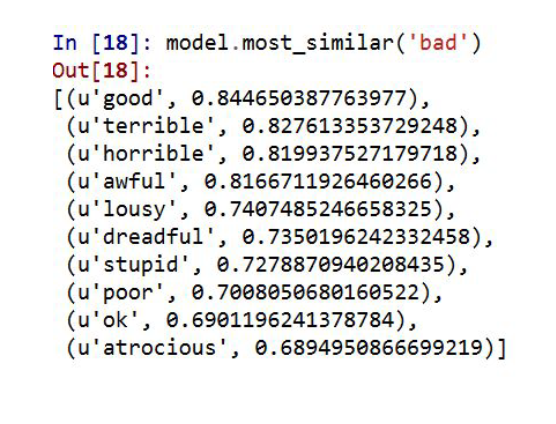 In [18]: model.most_similar('bad')
Out[18]:
[(u'good', 0.844650387763977),
(u'terrible', 0.827613353729248),
(u'horrible', 0.819937527179718),
(u'awful', 0.8166711926460266),
(u'lousy', 0.7407485246658325),
(u'dreadful', 0.7350196242332458),
(u'stupid', 0.7278870940208435),
(u'poor', 0.7008050680160522),
(u'ok', 0.6901196241378784),
(u'atrocious', 0.6894950866699219)]